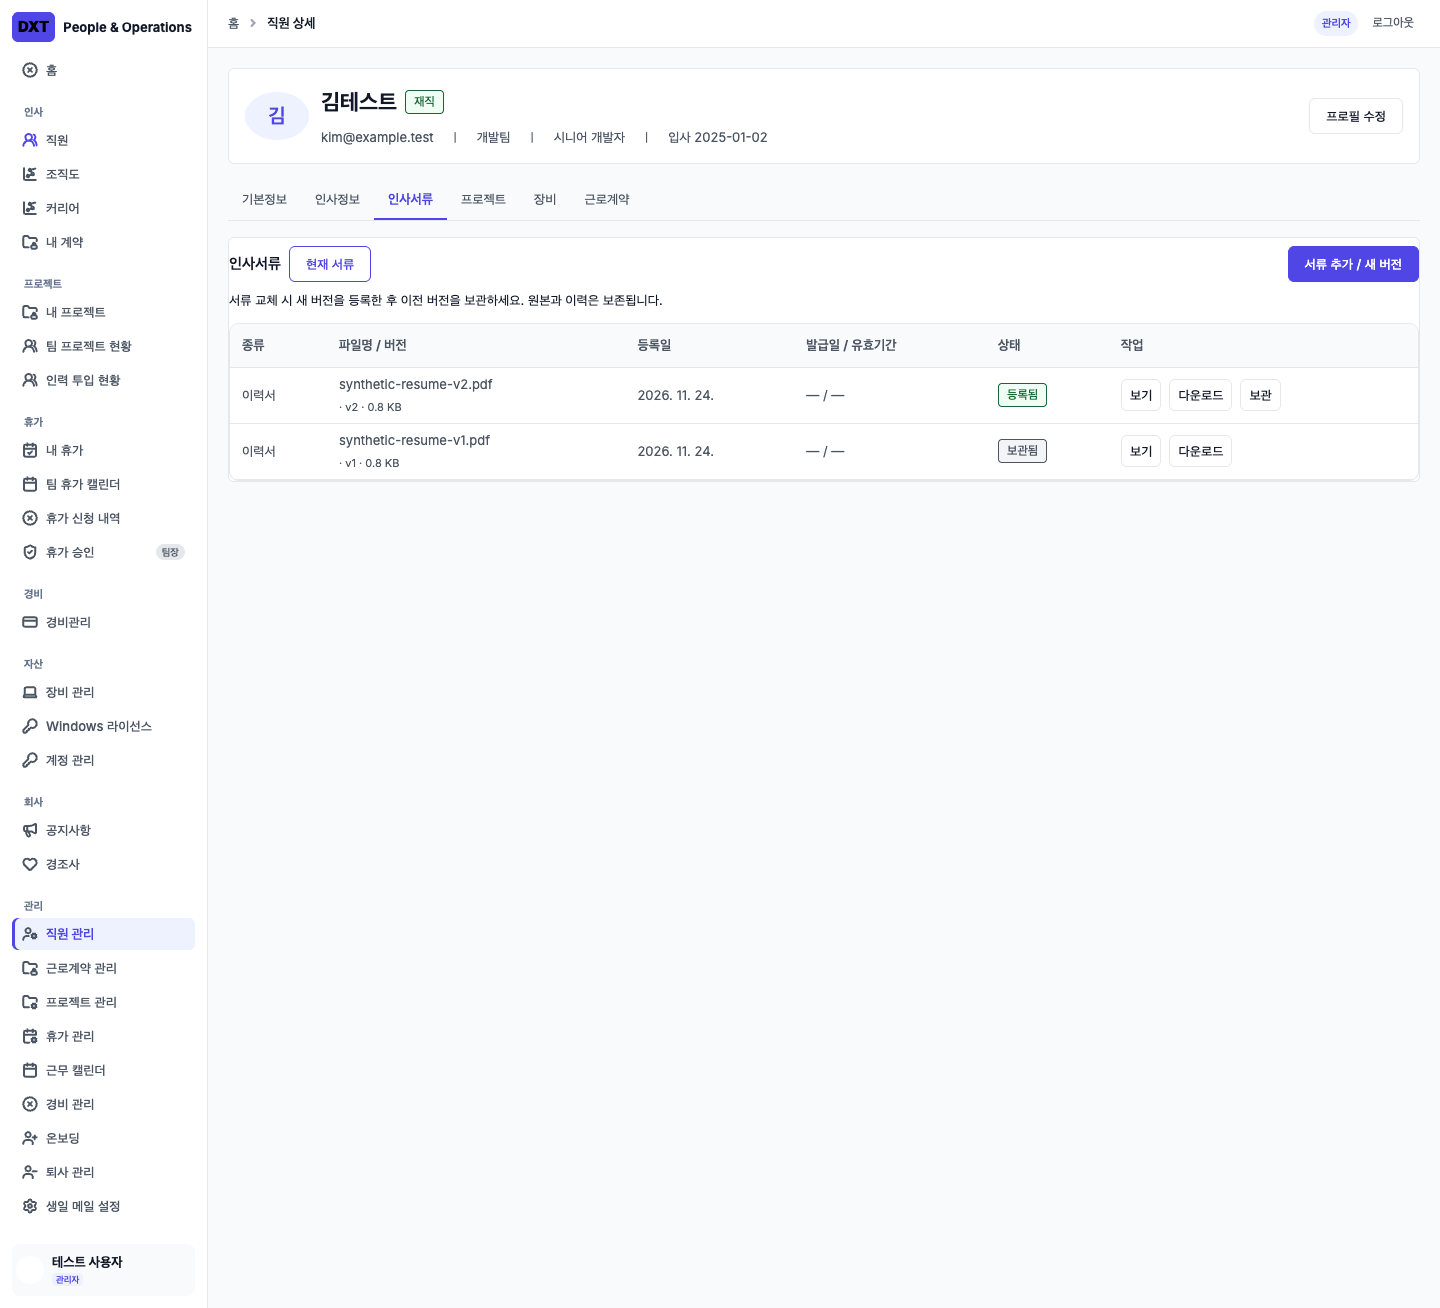 DXT People & Operations
홈
인사
직원
조직도
커리어
내 계약
프로젝트
내 프로젝트
팀 프로젝트 현황
인력 투입 현황
휴가
내 휴가
팀 휴가 캘린더
휴가 신청 내역
휴가 승인 팀장
경비
경비관리
자산
장비 관리
Windows 라이선스
계정 관리
회사
공지사항
경조사
관리
직원 관리
근로계약 관리
프로젝트 관리
휴가 관리
근무 캘린더
경비 관리
온보딩
퇴사 관리
생일 메일 설정
테스트 사용자
관리자
홈 > 직원 상세 관리자 로그아웃
김
김테스트 재직
kim@example.test | 개발팀 | 시니어 개발자 | 입사 2025-01-02
프로필 수정
기본정보 인사정보 인사서류 프로젝트 장비 근로계약
인사서류 현재 서류 서류 추가 / 새 버전
서류 교체 시 새 버전을 등록한 후 이전 버전을 보관하세요. 원본과 이력은 보존됩니다.
종류 파일명 / 버전 등록일 발급일 / 유효기간 상태 작업
이력서 synthetic-resume-v2.pdf 2026. 11. 24. — / — 등록됨 보기 다운로드 보관
· v2 · 0.8 KB
이력서 synthetic-resume-v1.pdf 2026. 11. 24. — / — 보관됨 보기 다운로드
· v1 · 0.8 KB